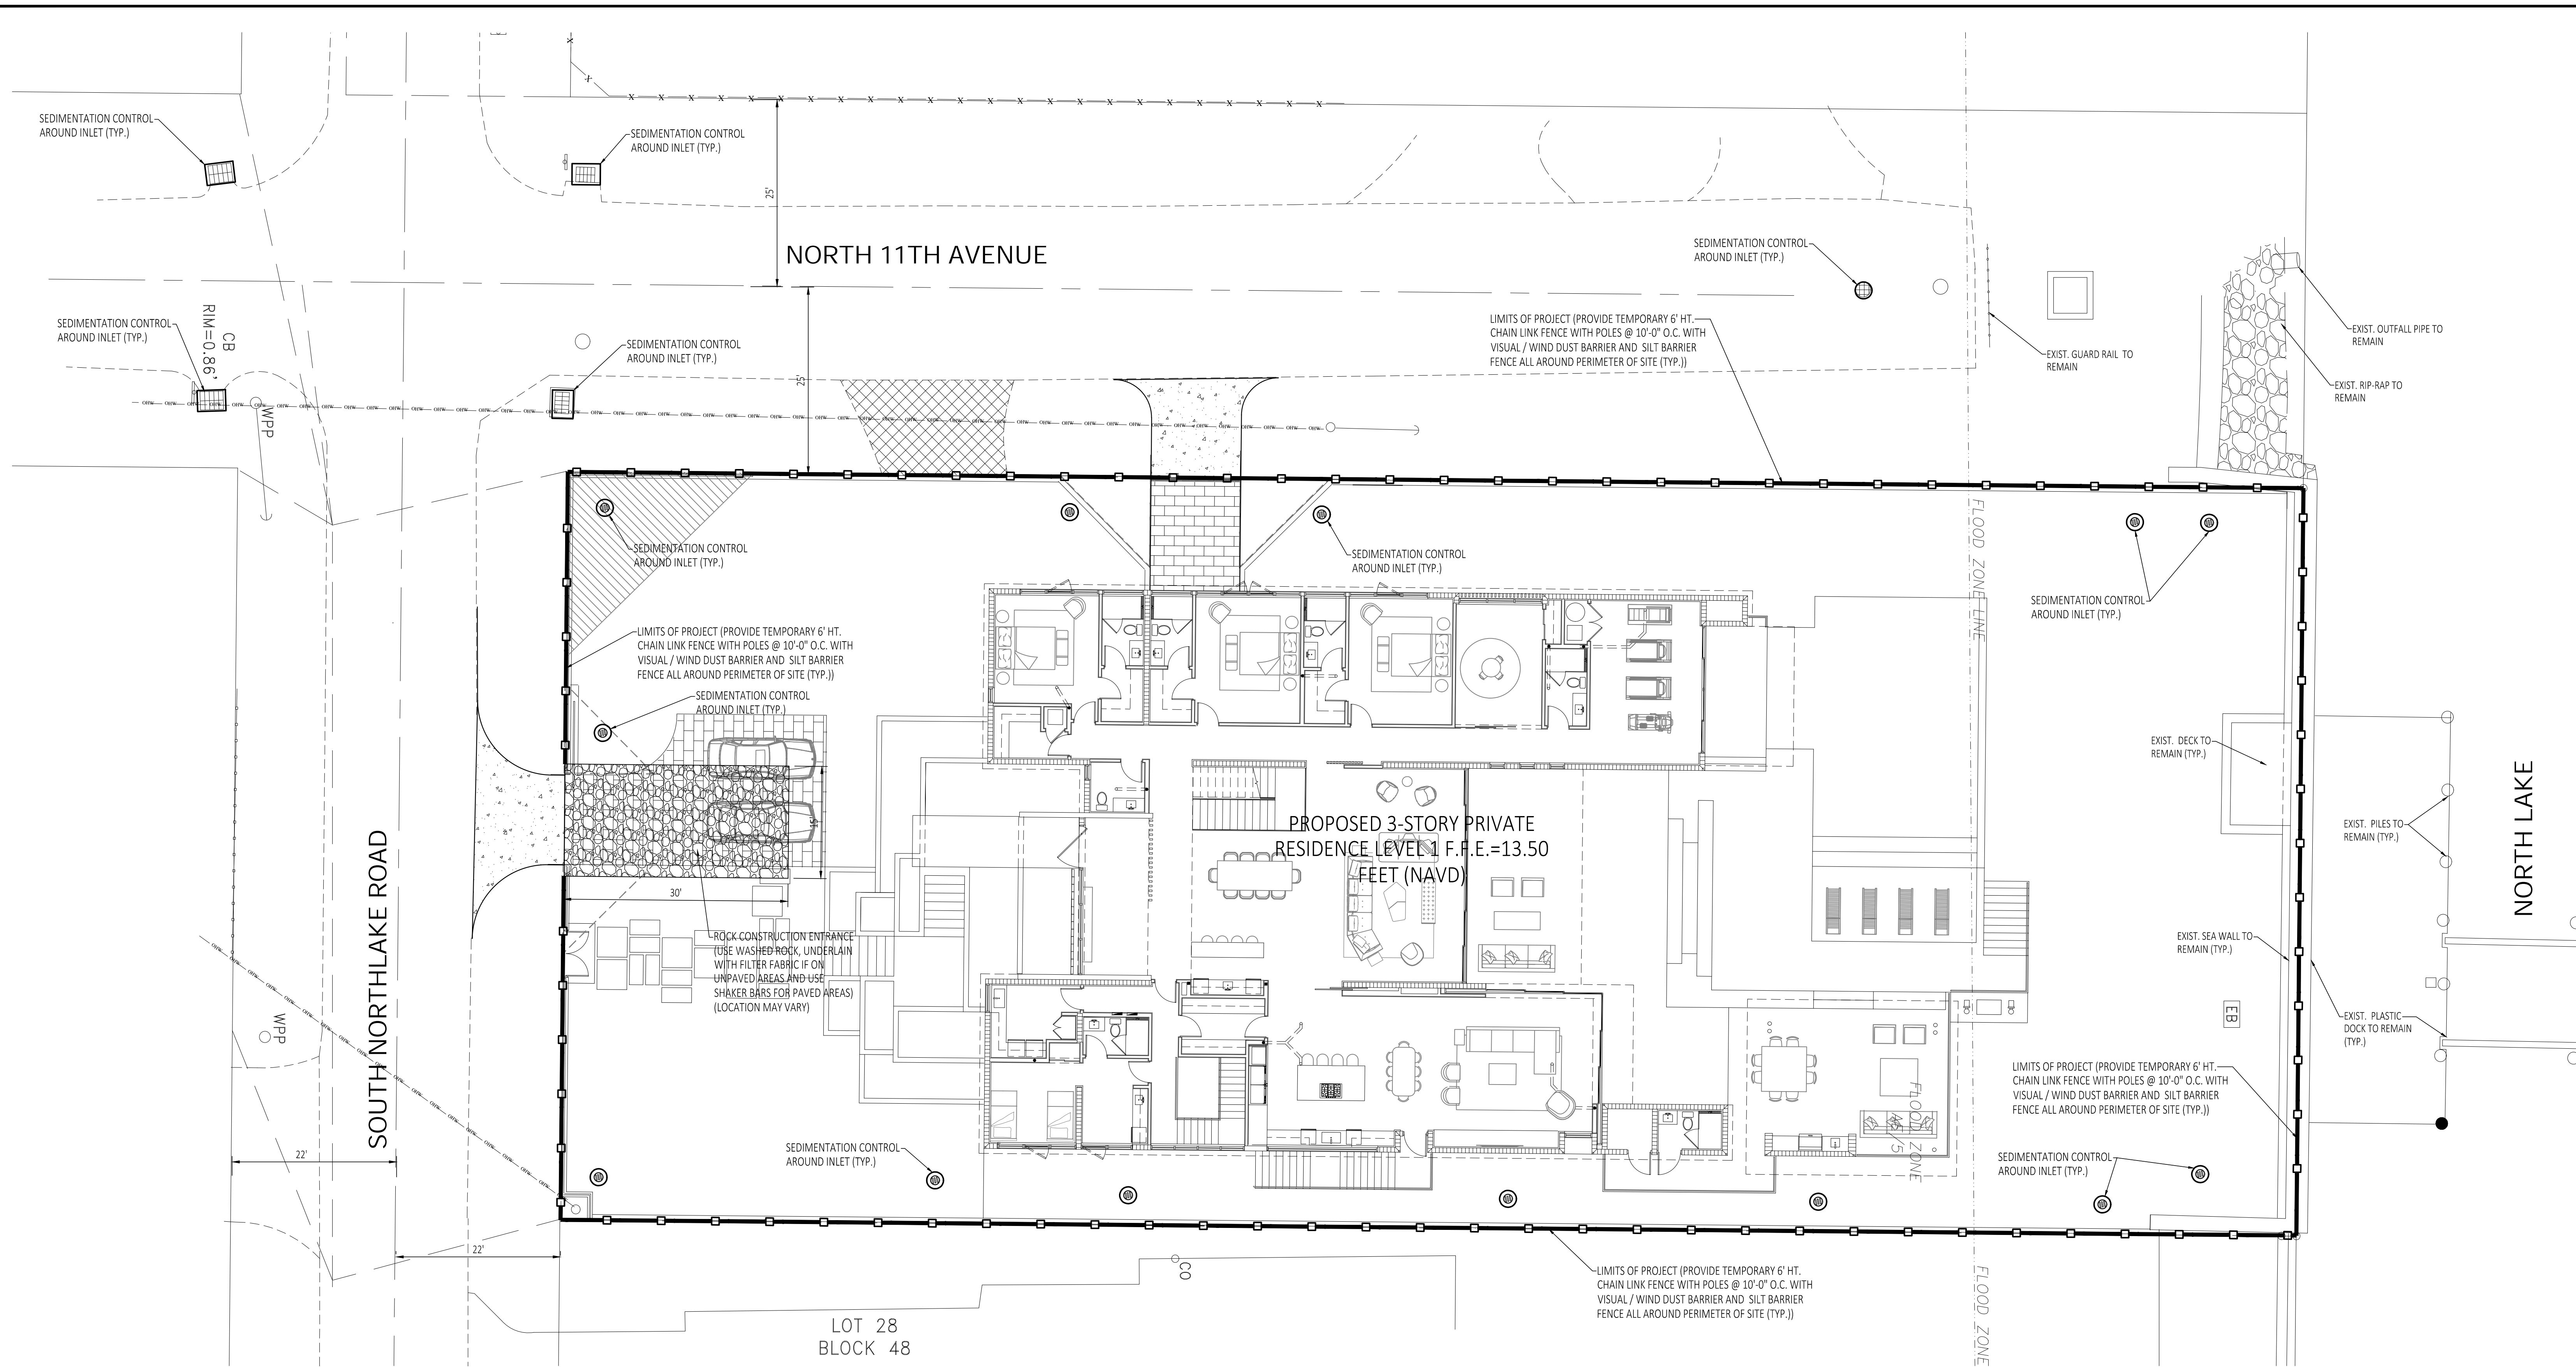 SEDIMENTATION CONTROL
AROUND INLET (TYP.)
SEDIMENTATION CONTROL
AROUND INLET (TYP.)
25'
NORTH 11TH AVENUE
SEDIMENTATION CONTROL
AROUND INLET (TYP.)
SEDIMENTATION CONTROL
AROUND INLET (TYP.)
CB
RIM=0.86'
WPP
SEDIMENTATION CONTROL
AROUND INLET (TYP.)
25'
LIMITS OF PROJECT (PROVIDE TEMPORARY 6' HT.
CHAIN LINK FENCE WITH POLES @ 10'-0" O.C. WITH
VISUAL / WIND DUST BARRIER AND SILT BARRIER
FENCE ALL AROUND PERIMETER OF SITE (TYP.))
EXIST. GUARD RAIL TO
REMAIN
EXIST. OUTFALL PIPE TO
REMAIN
EXIST. RIP-RAP TO
REMAIN
SEDIMENTATION CONTROL
AROUND INLET (TYP.)
SEDIMENTATION CONTROL
AROUND INLET (TYP.)
FLOOD ZONE LINE
SEDIMENTATION CONTROL
AROUND INLET (TYP.)
LIMITS OF PROJECT (PROVIDE TEMPORARY 6' HT.
CHAIN LINK FENCE WITH POLES @ 10'-0" O.C. WITH
VISUAL / WIND DUST BARRIER AND SILT BARRIER
FENCE ALL AROUND PERIMETER OF SITE (TYP.))
SEDIMENTATION CONTROL
AROUND INLET (TYP.)
EXIST. DECK TO
REMAIN (TYP.)
EXIST. PILES TO
REMAIN (TYP.)
NORTH LAKE
15'
30'
PROPOSED 3-STORY PRIVATE
RESIDENCE LEVEL 1 F.F.E.=13.50
FEET (NAVD)
ROCK CONSTRUCTION ENTRANCE
(USE WASHED ROCK, UNDERLAIN
WITH FILTER FABRIC IF ON
UNPAVED AREAS AND USE
SHAKER BARS FOR PAVED AREAS)
(LOCATION MAY VARY)
EXIST. SEA WALL TO
REMAIN (TYP.)
EB
EXIST. PLASTIC
DOCK TO REMAIN
(TYP.)
SOUTH NORTHLAKE ROAD
WPP
LIMITS OF PROJECT (PROVIDE TEMPORARY 6' HT.
CHAIN LINK FENCE WITH POLES @ 10'-0" O.C. WITH
VISUAL / WIND DUST BARRIER AND SILT BARRIER
FENCE ALL AROUND PERIMETER OF SITE (TYP.))
FLOOD ZONE
22'
SEDIMENTATION CONTROL
AROUND INLET (TYP.)
SEDIMENTATION CONTROL
AROUND INLET (TYP.)
22'
CO
LIMITS OF PROJECT (PROVIDE TEMPORARY 6' HT.
CHAIN LINK FENCE WITH POLES @ 10'-0" O.C. WITH
VISUAL / WIND DUST BARRIER AND SILT BARRIER
FENCE ALL AROUND PERIMETER OF SITE (TYP.))
FLOOD ZONE
LOT 28
BLOCK 48